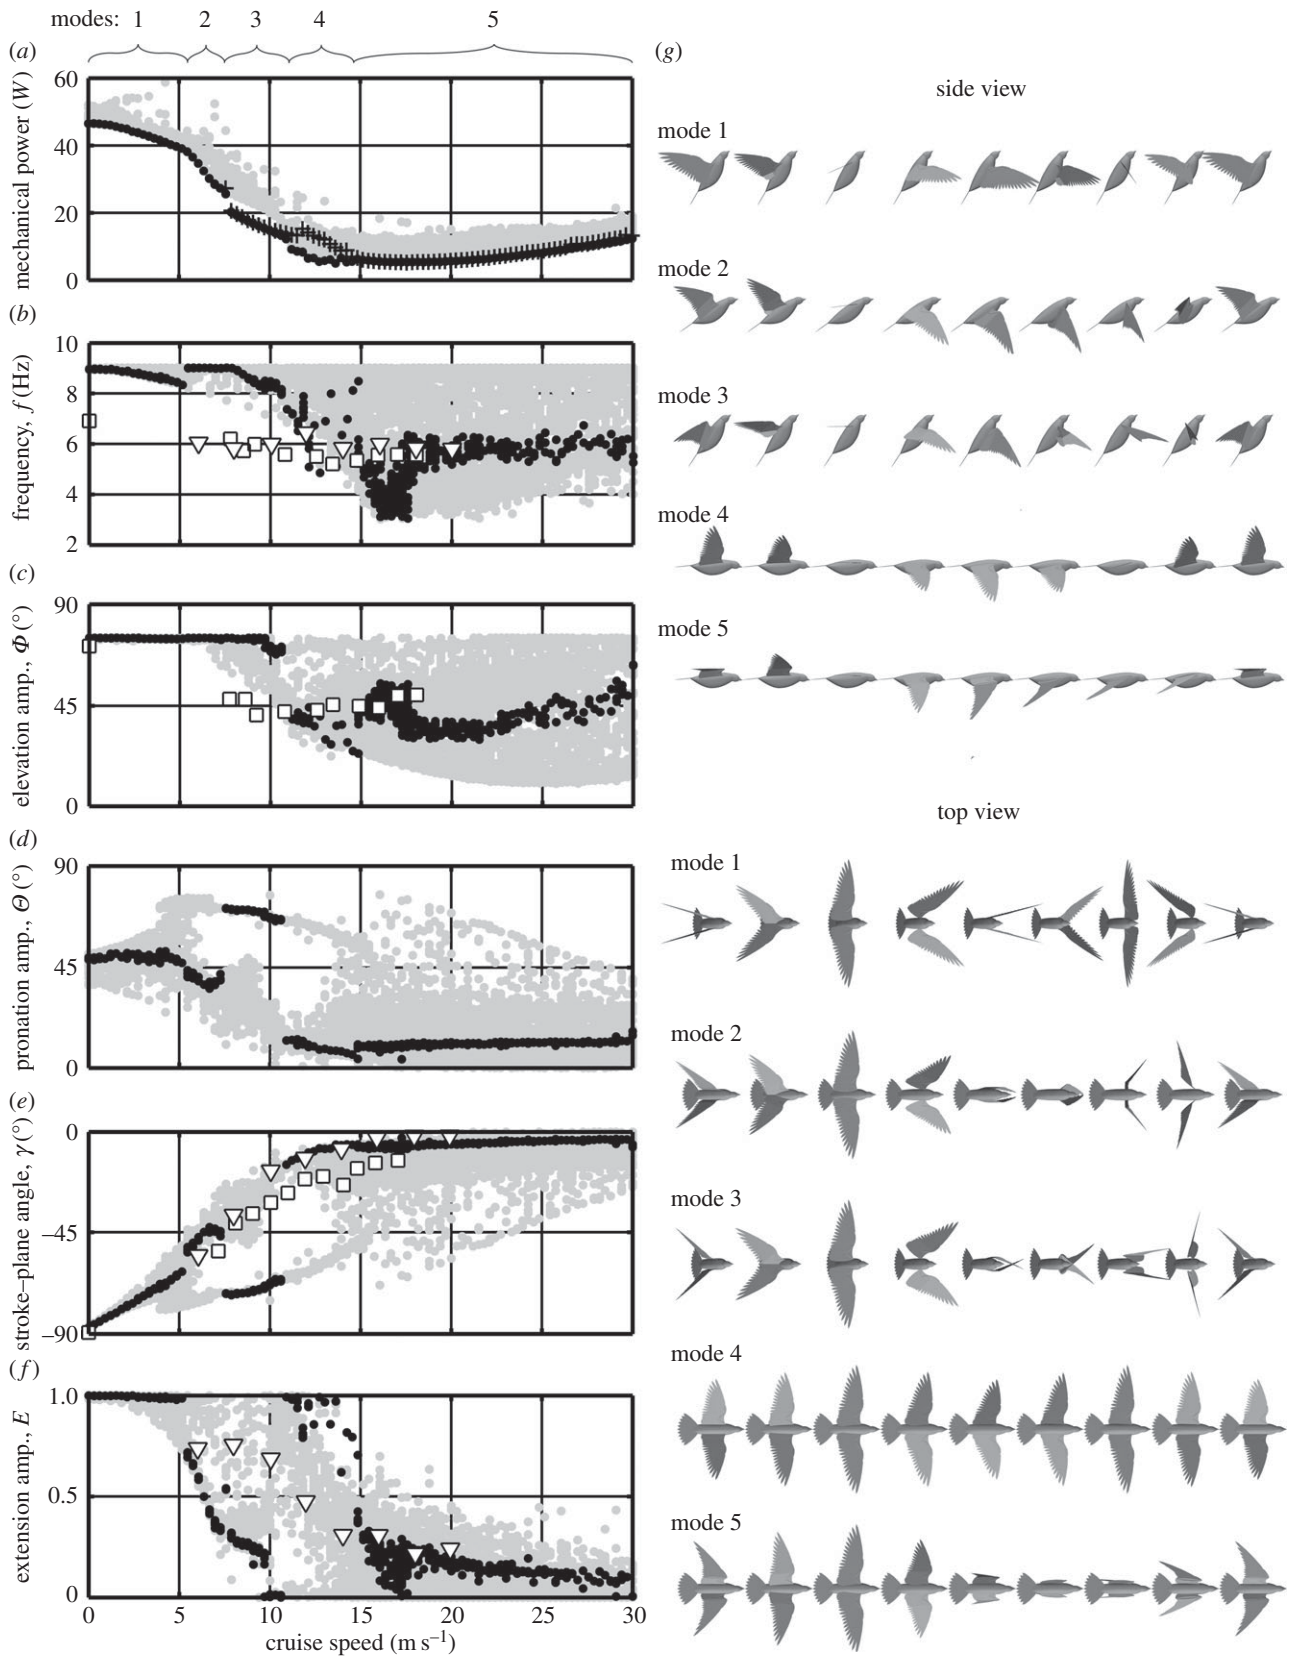 modes: 1 2 3 4 5
(a)
60
40
20
0
mechanical power (W)
(b)
10
8
6
4
2
frequency, f (Hz)
(c)
90
45
0
elevation amp., Φ (°)
(d)
90
45
0
pronation amp., Θ (°)
(e)
0
–45
–90
stroke–plane angle, γ (°)
(f)
1.0
0.5
0
extension amp., E
0 5 10 15 20 25 30
cruise speed (m s–1)
(g)
side view
mode 1
mode 2
mode 3
mode 4
mode 5
top view
mode 1
mode 2
mode 3
mode 4
mode 5